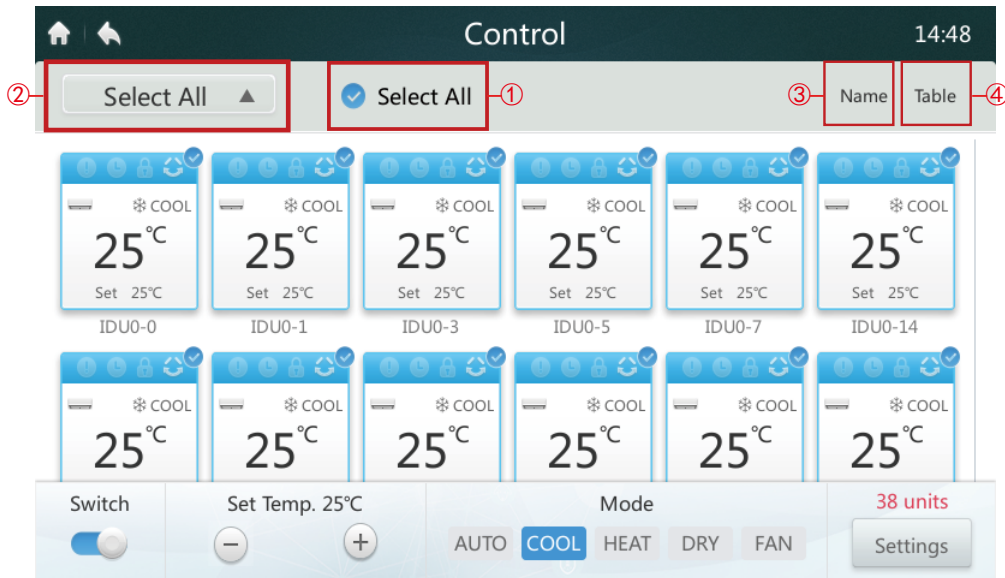 Control 14:48
② Select All ▲ Select All ① ③ Name Table ④
COOL COOL COOL COOL COOL COOL
25℃ 25℃ 25℃ 25℃ 25℃ 25℃
Set 25℃ Set 25℃ Set 25℃ Set 25℃ Set 25℃ Set 25℃
IDU0-0 IDU0-1 IDU0-3 IDU0-5 IDU0-7 IDU0-14
COOL COOL COOL COOL COOL COOL
25℃ 25℃ 25℃ 25℃ 25℃ 25℃
Switch Set Temp. 25℃ Mode 38 units
− + AUTO COOL HEAT DRY FAN Settings